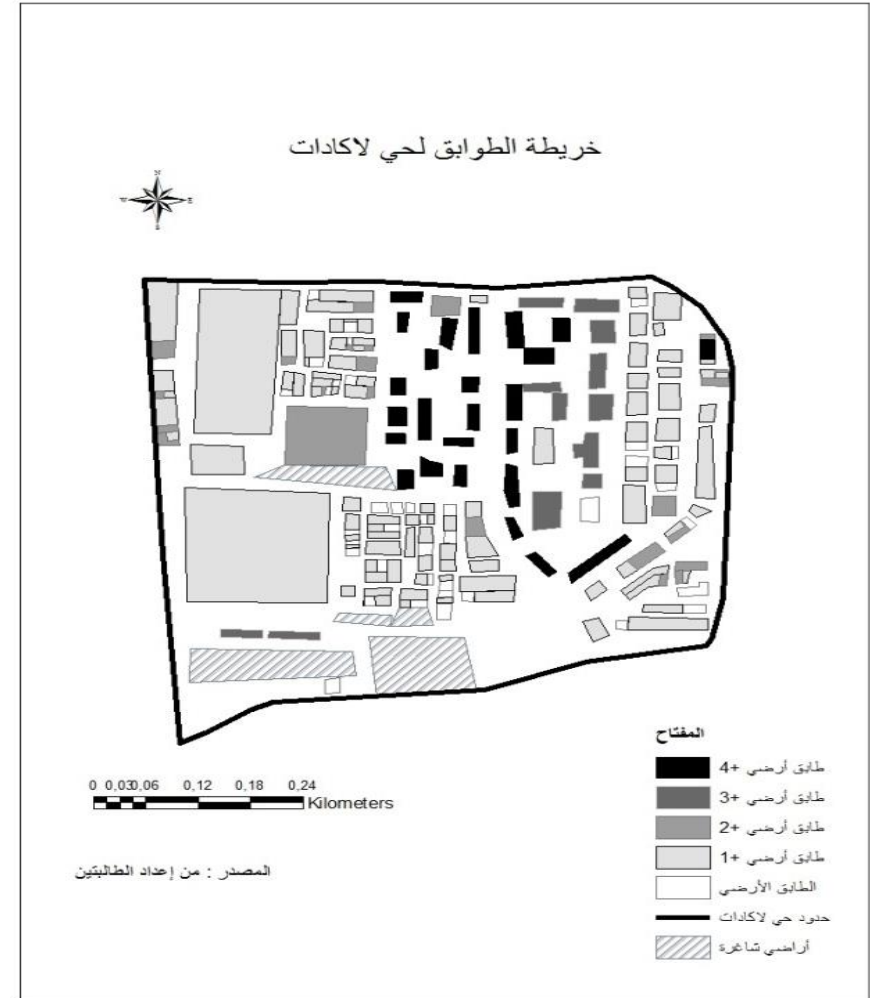 خريطة الطوابق لحي لاكادات
N
W E
S
المفتاح
طابق أرضي +4
طابق أرضي +3
طابق أرضي +2
طابق أرضي +1
الطابق الأرضي
حدود حي لاكادات
أراضي شاغرة
0 0,030,06 0,12 0,18 0,24
Kilometers
المصدر : من إعداد الطالبتين